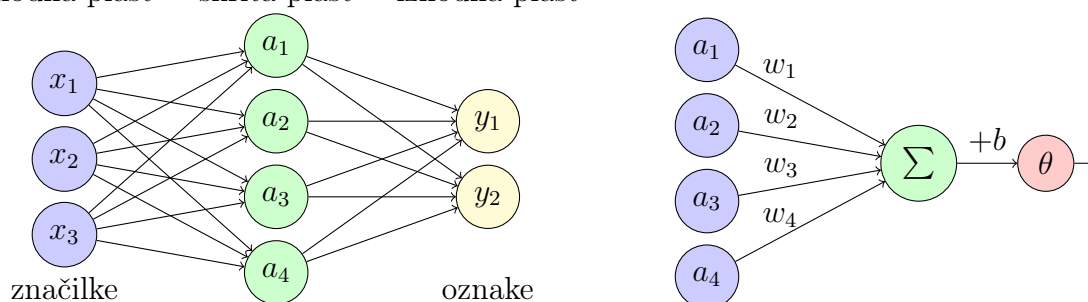 plast
skrita plast
izhodna plast
x₁
x₂
x₃
a₁
a₂
a₃
a₄
y₁
y₂
značilke
oznake
a₁
a₂
a₃
a₄
w₁
w₂
w₃
w₄
∑
+b
θ